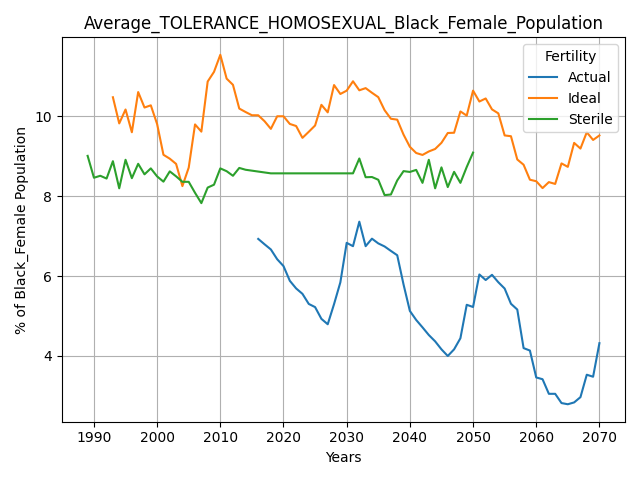 Average_TOLERANCE_HOMOSEXUAL_Black_Female_Population
Fertility
Actual
Ideal
Sterile
% of Black_Female Population
10
8
6
4
1990 2000 2010 2020 2030 2040 2050 2060 2070
Years